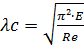 λc = √(π²·E / Re)